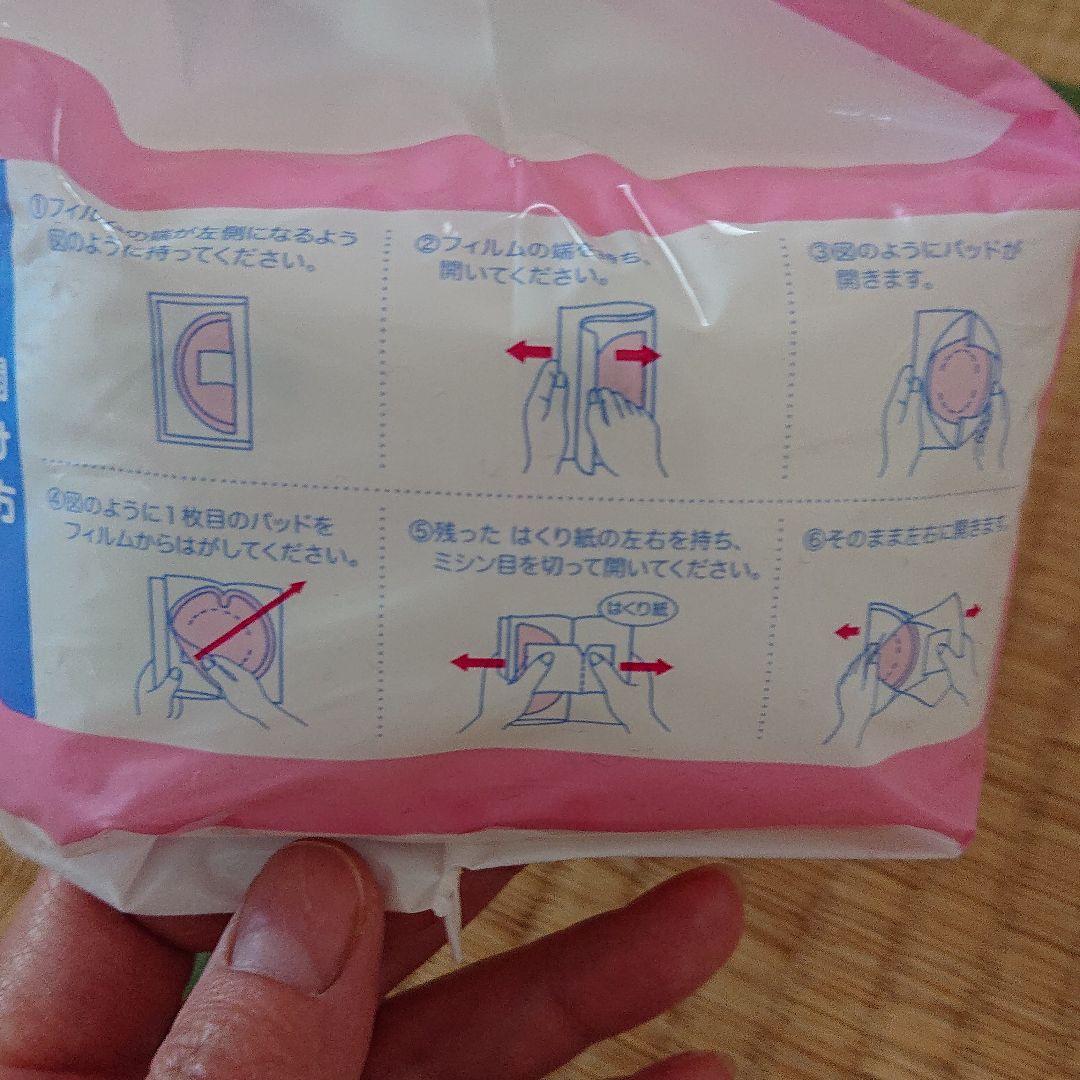 ①フィルムの端が左側になるよう
図のように持ってください。
②フィルムの端を持ち、
開いてください。
③図のようにパッドが
開きます。
④図のように1枚目のパッドを
フィルムからはがしてください。
⑤残った はくり紙の左右を持ち、
ミシン目を切って開いてください。
はくり紙
⑥そのまま左右に開きます。
け方